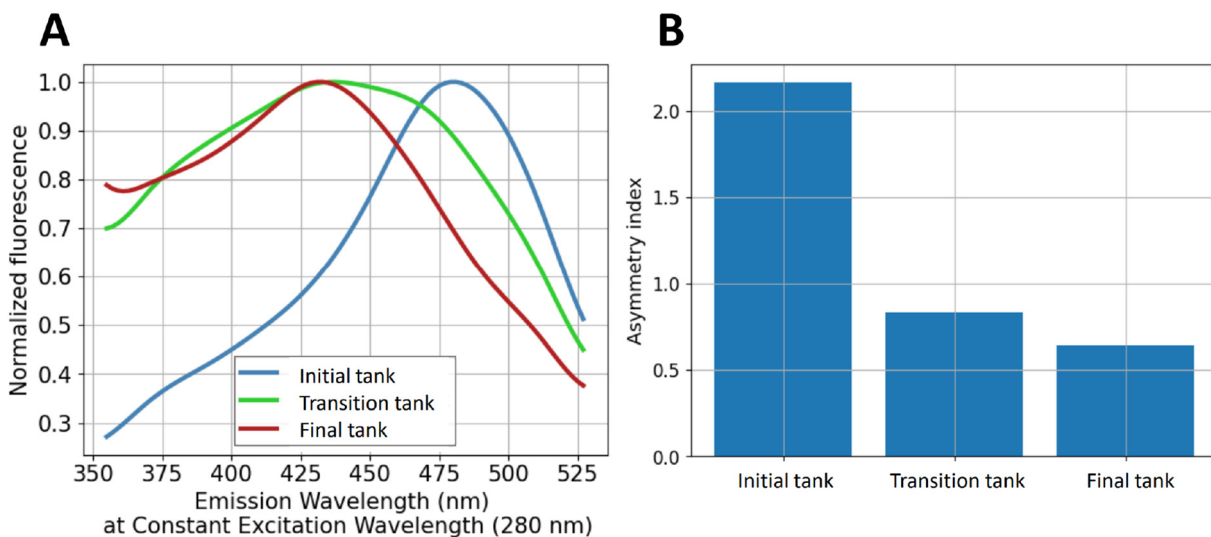 A
Normalized fluorescence
1.0
0.9
0.8
0.7
0.6
0.5
0.4
0.3
Initial tank
Transition tank
Final tank
350 375 400 425 450 475 500 525
Emission Wavelength (nm)
at Constant Excitation Wavelength (280 nm)
B
Asymmetry index
2.0
1.5
1.0
0.5
0.0
Initial tank Transition tank Final tank